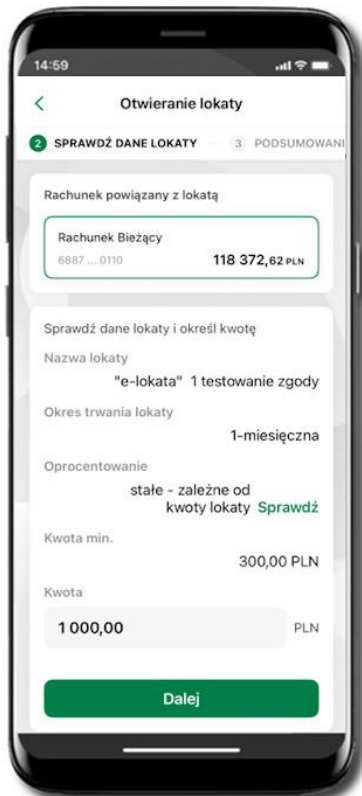 14:59
Otwieranie lokaty
2 SPRAWDŹ DANE LOKATY 3 PODSUMOWANI
Rachunek powiązany z lokatą
Rachunek Bieżący
6887 ... 0110 118 372,62 PLN
Sprawdź dane lokaty i określ kwotę
Nazwa lokaty
"e-lokata" 1 testowanie zgody
Okres trwania lokaty
1-miesięczna
Oprocentowanie
stałe - zależne od
kwoty lokaty Sprawdź
Kwota min.
300,00 PLN
Kwota
1 000,00 PLN
Dalej